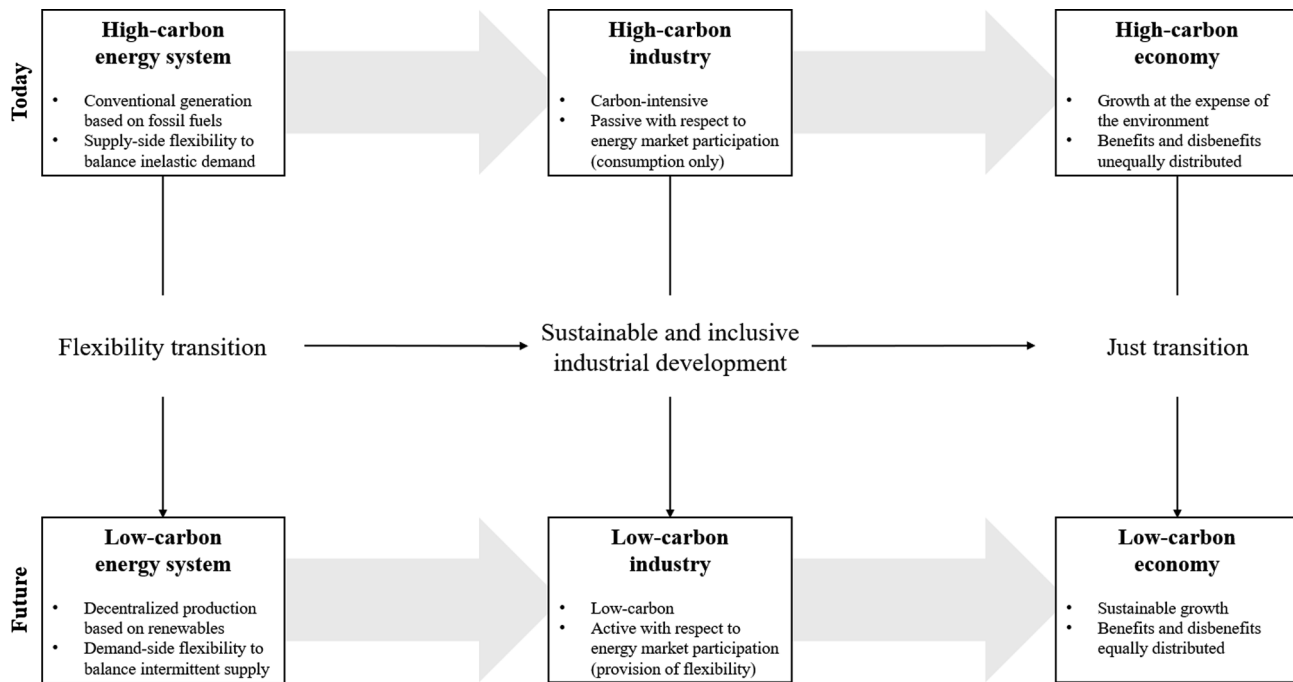 Today
High-carbon
energy system
• Conventional generation
based on fossil fuels
• Supply-side flexibility to
balance inelastic demand
High-carbon
industry
• Carbon-intensive
• Passive with respect to
energy market participation
(consumption only)
High-carbon
economy
• Growth at the expense of
the environment
• Benefits and disbenefits
unequally distributed
Flexibility transition
Sustainable and inclusive
industrial development
Just transition
Future
Low-carbon
energy system
• Decentralized production
based on renewables
• Demand-side flexibility to
balance intermittent supply
Low-carbon
industry
• Low-carbon
• Active with respect to
energy market participation
(provision of flexibility)
Low-carbon
economy
• Sustainable growth
• Benefits and disbenefits
equally distributed